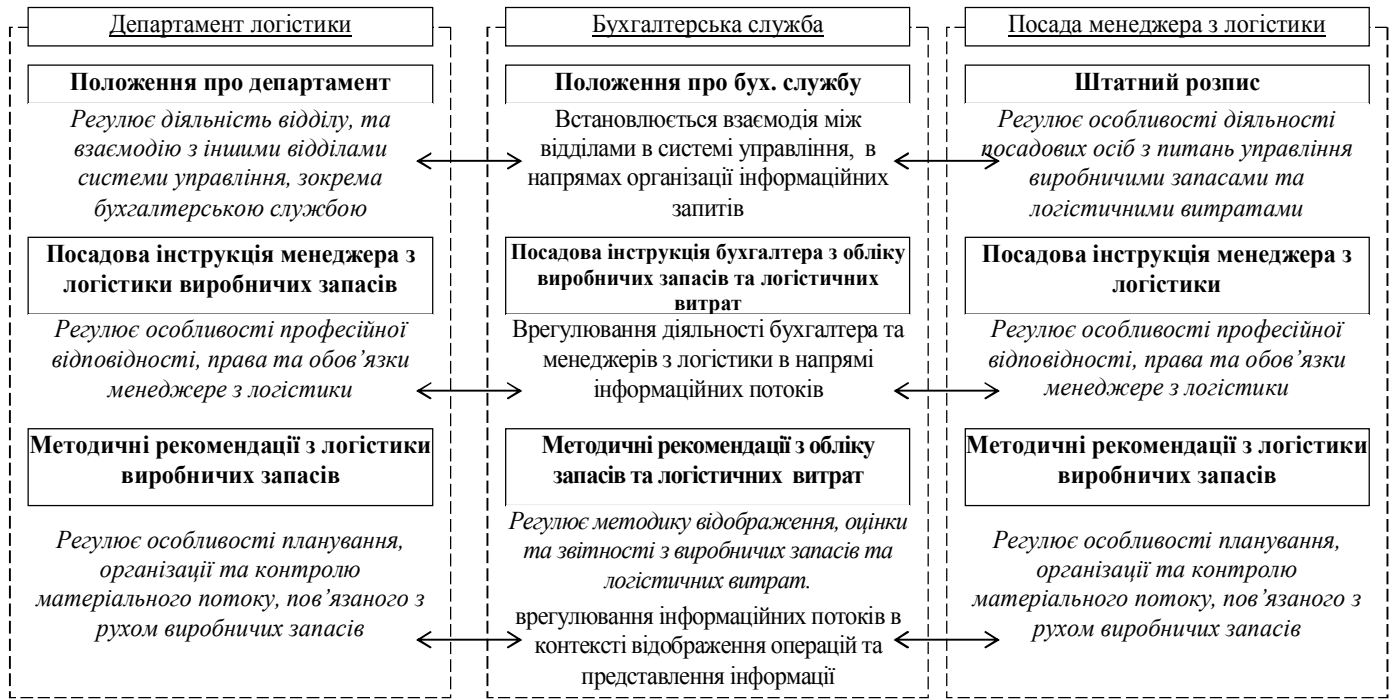 Департамент логістики
Положення про департамент
Регулює діяльність відділу, та
взаємодію з іншими відділами
системи управління, зокрема
бухгалтерською службою
Посадова інструкція менеджера з
логістики виробничих запасів
Регулює особливості професійної
відповідності, права та обов’язки
менеджере з логістики
Методичні рекомендації з логістики
виробничих запасів
Регулює особливості планування,
організації та контролю
матеріального потоку, пов’язаного з
рухом виробничих запасів
Бухгалтерська служба
Положення про бух. службу
Встановлюється взаємодія між
відділами в системі управління, в
напрямах організації інформаційних
запитів
Посадова інструкція бухгалтера з обліку
виробничих запасів та логістичних
витрат
Врегулювання діяльності бухгалтера та
менеджерів з логістики в напрямі
інформаційних потоків
Методичні рекомендації з обліку
запасів та логістичних витрат
Регулює методику відображення, оцінки
та звітності з виробничих запасів та
логістичних витрат.
врегулювання інформаційних потоків в
контексті відображення операцій та
представлення інформації
Посада менеджера з логістики
Штатний розпис
Регулює особливості діяльності
посадових осіб з питань управління
виробничими запасами та
логістичними витратами
Посадова інструкція менеджера з
логістики
Регулює особливості професійної
відповідності, права та обов’язки
менеджере з логістики
Методичні рекомендації з логістики
виробничих запасів
Регулює особливості планування,
організації та контролю
матеріального потоку, пов’язаного з
рухом виробничих запасів